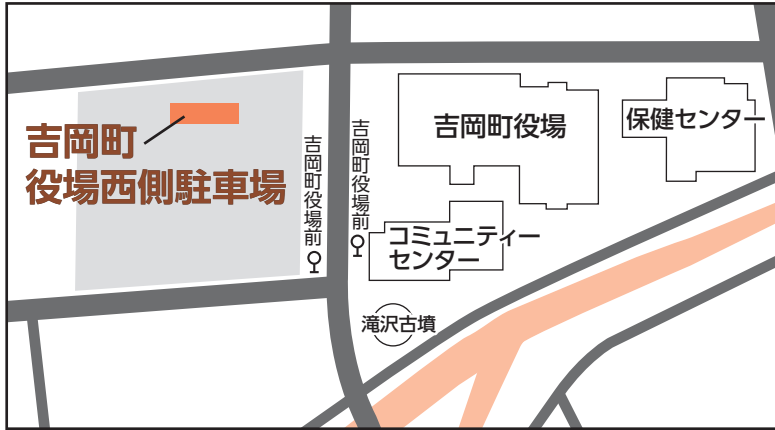 吉岡町
役場西側駐車場
吉岡町役場前
吉岡町役場前
吉岡町役場
保健センター
コミュニティー
センター
滝沢古墳